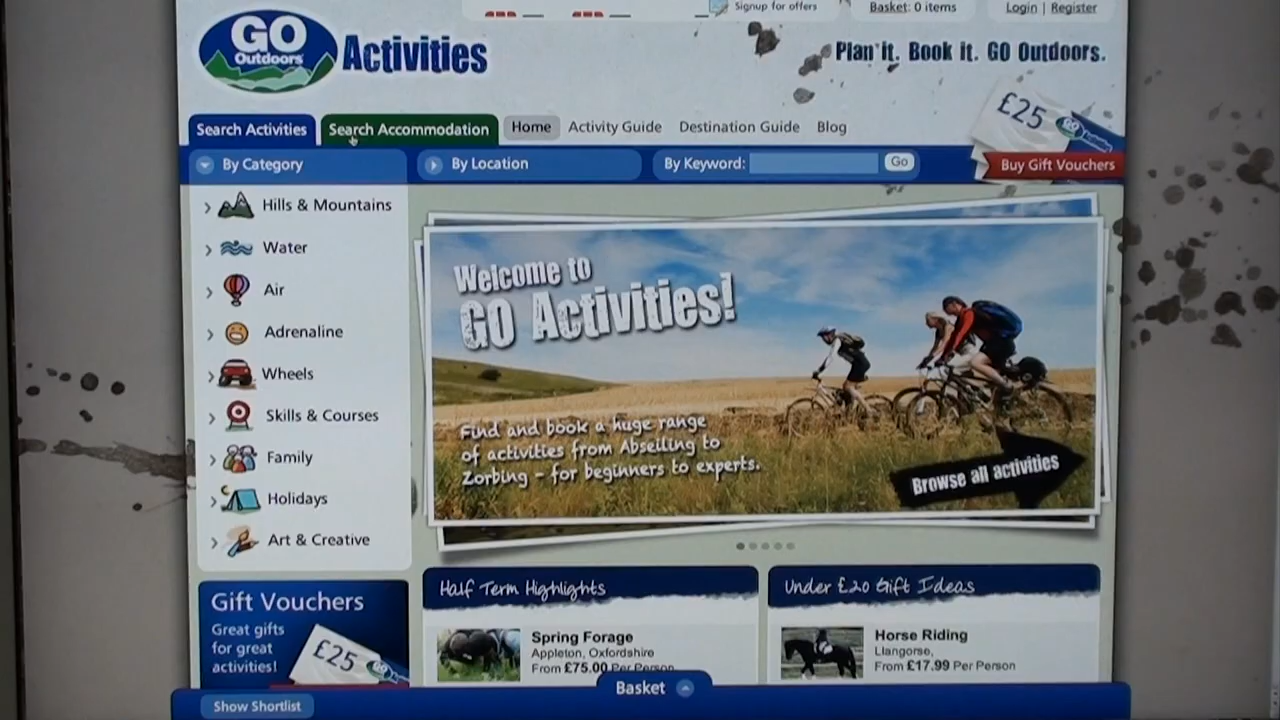 Signup for offers
Basket: 0 items
Login | Register
GO
Outdoors
Activities
Plan it. Book it. GO Outdoors.
Search Activities
Search Accommodation
Home
Activity Guide
Destination Guide
Blog
£25
Buy Gift Vouchers
By Category
By Location
By Keyword:
Go
Hills & Mountains
Water
Air
Adrenaline
Wheels
Skills & Courses
Family
Holidays
Art & Creative
Welcome to
GO Activities!
Find and book a huge range
of activities from Abseiling to
Zorbing - for beginners to experts.
Browse all activities
Gift Vouchers
Great gifts
for great
activities!
£25
Half Term Highlights
Spring Forage
Appleton, Oxfordshire
From £75.00 Per Person
Under £20 Gift Ideas
Horse Riding
Llangorse,
From £17.99 Per Person
Basket
Show Shortlist